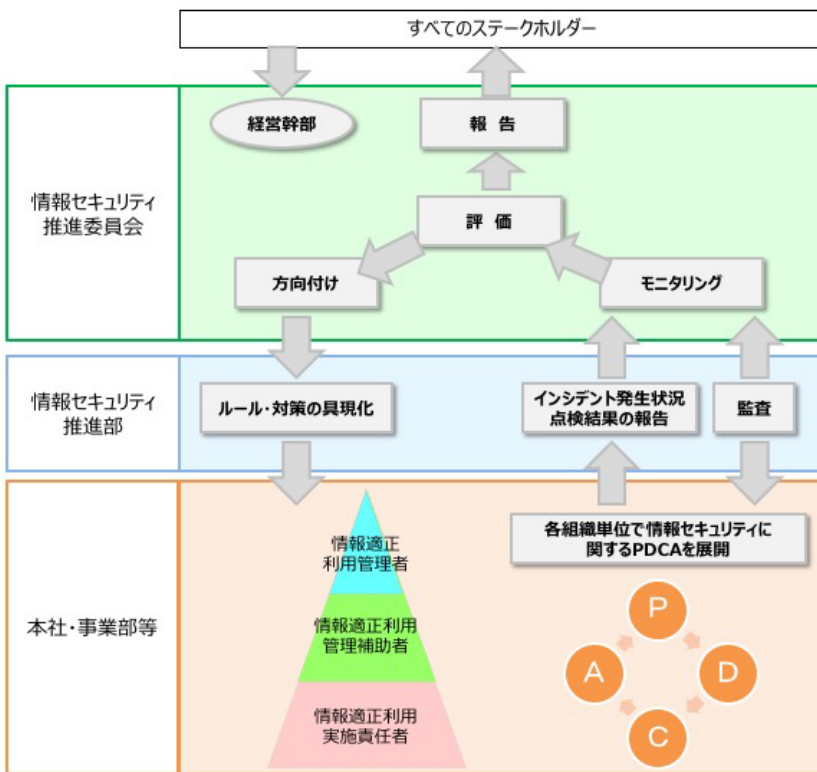 すべてのステークホルダー
情報セキュリティ
推進委員会
経営幹部
報 告
評 価
方向付け
モニタリング
情報セキュリティ
推進部
ルール・対策の具現化
インシデント発生状況
点検結果の報告
監査
本社・事業部等
情報適正
利用管理者
情報適正利用
管理補助者
情報適正利用
実施責任者
各組織単位で情報セキュリティに
関するPDCAを展開
P
D
C
A